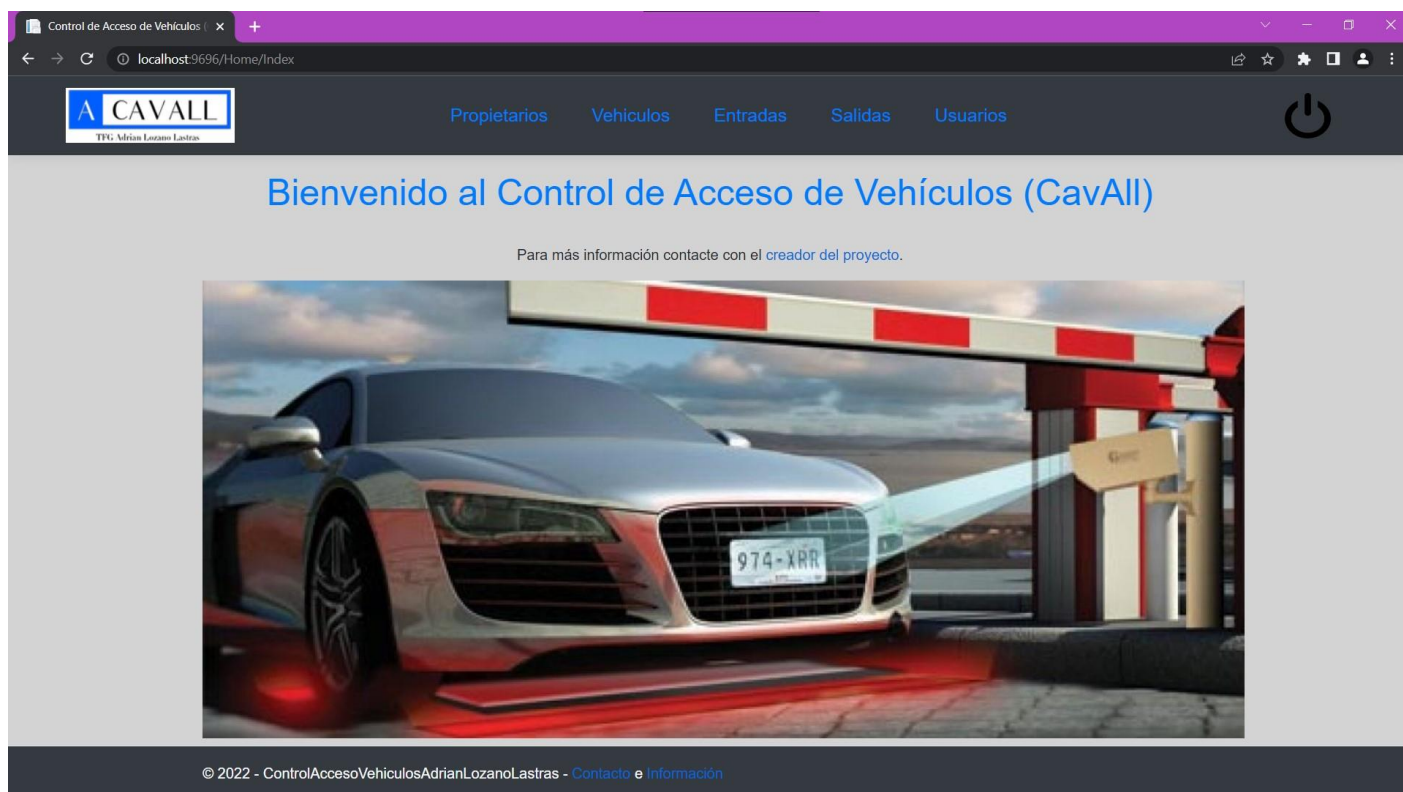 Control de Acceso de Vehículos (
localhost:9696/Home/Index
A CAVALL
TFG Adrian Lozano Lastras
Propietarios Vehiculos Entradas Salidas Usuarios
Bienvenido al Control de Acceso de Vehículos (CavAll)
Para más información contacte con el creador del proyecto.
974-XRR
© 2022 - ControlAccesoVehiculosAdrianLozanoLastras - Contacto e Información